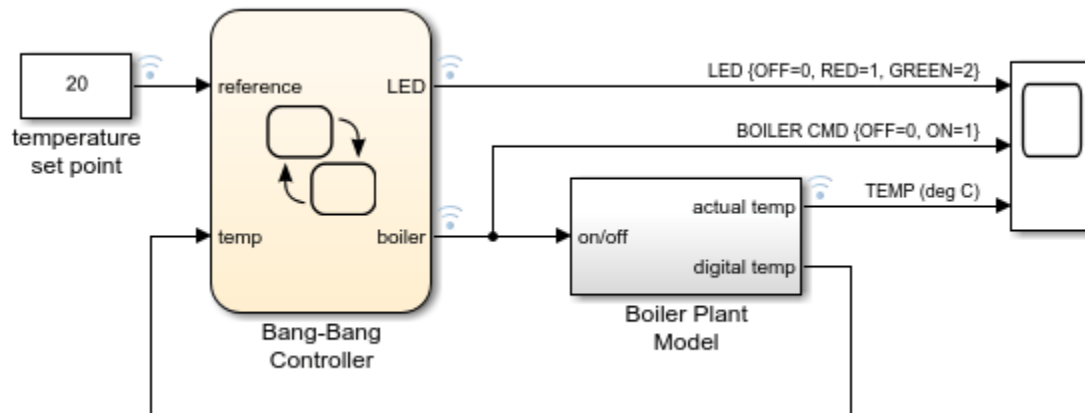 20
temperature
set point
reference
LED
temp
boiler
Bang-Bang
Controller
LED {OFF=0, RED=1, GREEN=2}
BOILER CMD {OFF=0, ON=1}
TEMP (deg C)
on/off
actual temp
digital temp
Boiler Plant
Model